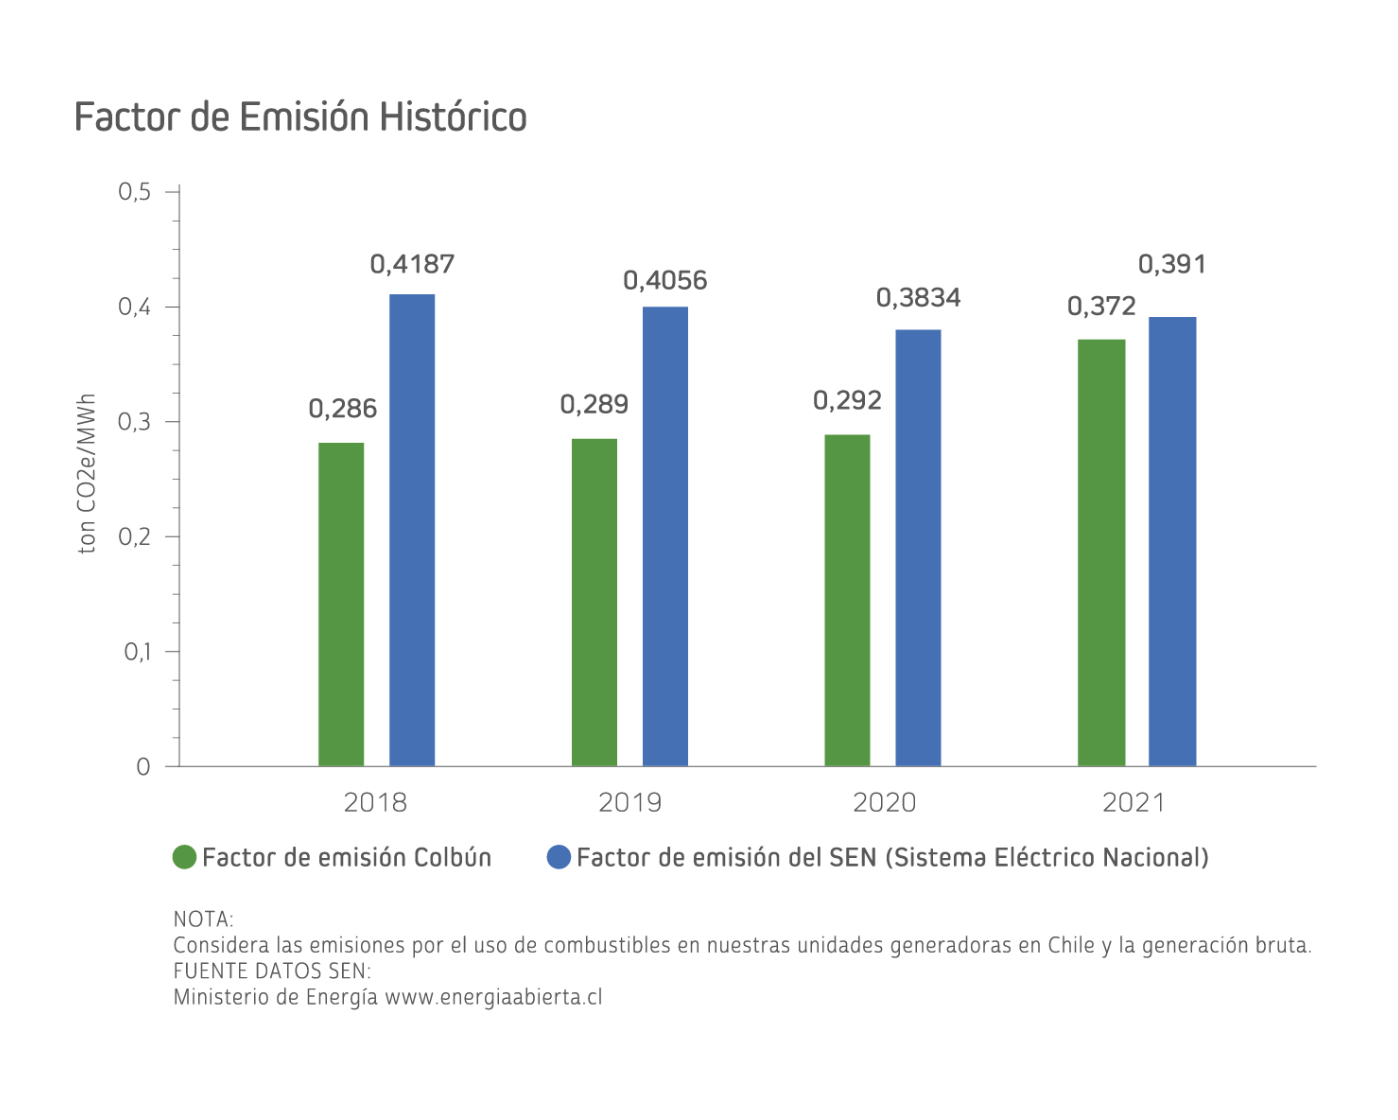 Factor de Emisión Histórico
0,5
0,4
0,3
0,2
0,1
0
ton CO2e/MWh
0,286
0,4187
0,289
0,4056
0,292
0,3834
0,372
0,391
2018
2019
2020
2021
Factor de emisión Colbún
Factor de emisión del SEN (Sistema Eléctrico Nacional)
NOTA:
Considera las emisiones por el uso de combustibles en nuestras unidades generadoras en Chile y la generación bruta.
FUENTE DATOS SEN:
Ministerio de Energía www.energiaabierta.cl